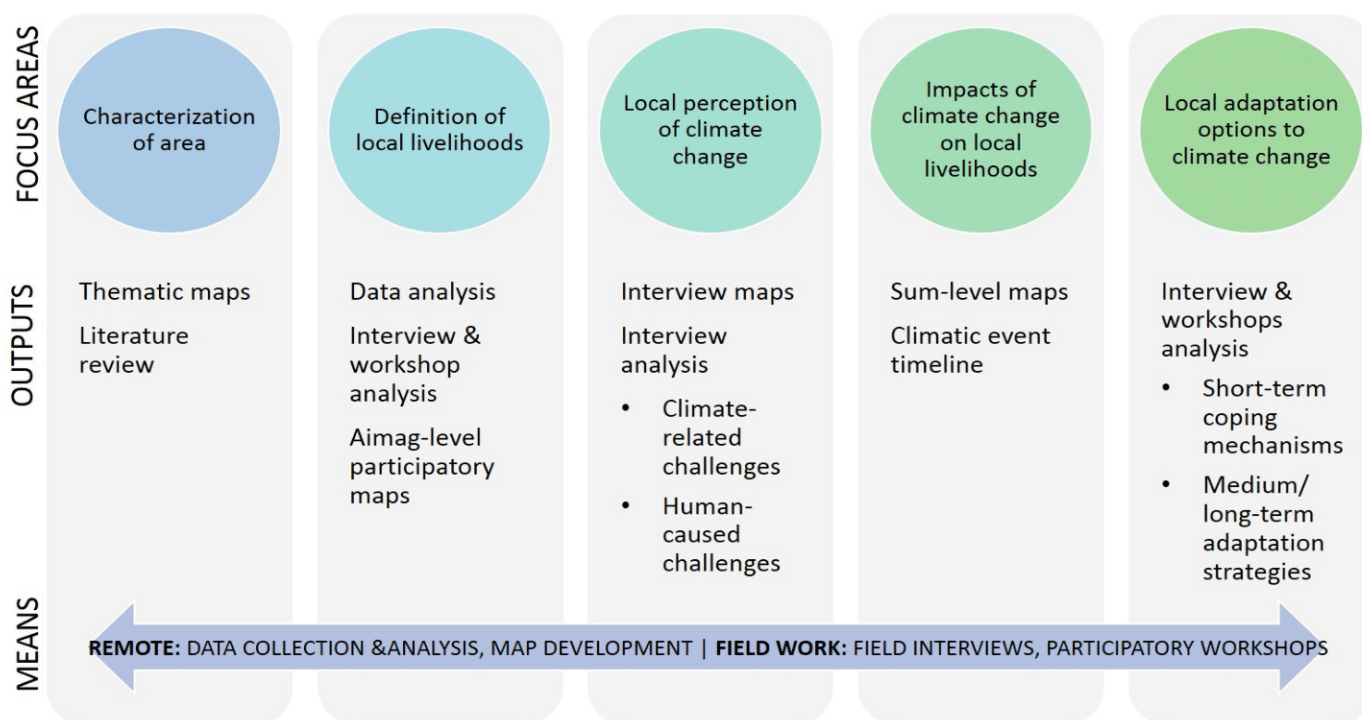 FOCUS AREAS
Characterization
of area
Definition of
local livelihoods
Local perception
of climate
change
Impacts of
climate change
on local
livelihoods
Local adaptation
options to
climate change
OUTPUTS
Thematic maps
Literature
review
Data analysis
Interview &
workshop
analysis
Aimag-level
participatory
maps
Interview maps
Interview
analysis
• Climate-
related
challenges
• Human-
caused
challenges
Sum-level maps
Climatic event
timeline
Interview &
workshops
analysis
• Short-term
coping
mechanisms
• Medium/
long-term
adaptation
strategies
MEANS
REMOTE: DATA COLLECTION &ANALYSIS, MAP DEVELOPMENT | FIELD WORK: FIELD INTERVIEWS, PARTICIPATORY WORKSHOPS